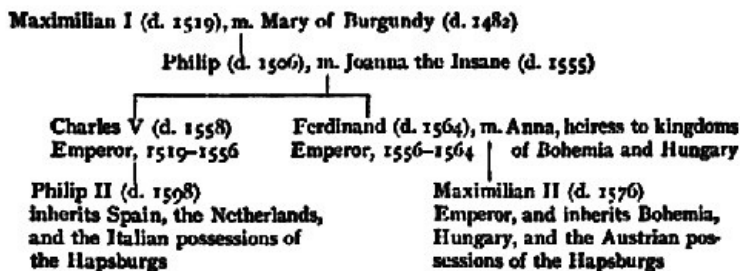 Maximilian I (d. 1519), m. Mary of Burgundy (d. 1482)
Philip (d. 1506), m. Joanna the Insane (d. 1555)
Charles V (d. 1558)
Emperor, 1519–1556
Ferdinand (d. 1564), m. Anna, heiress to kingdoms
Emperor, 1556–1564 of Bohemia and Hungary
Philip II (d. 1598)
inherits Spain, the Netherlands,
and the Italian possessions of
the Hapsburgs
Maximilian II (d. 1576)
Emperor, and inherits Bohemia,
Hungary, and the Austrian pos-
sessions of the Hapsburgs